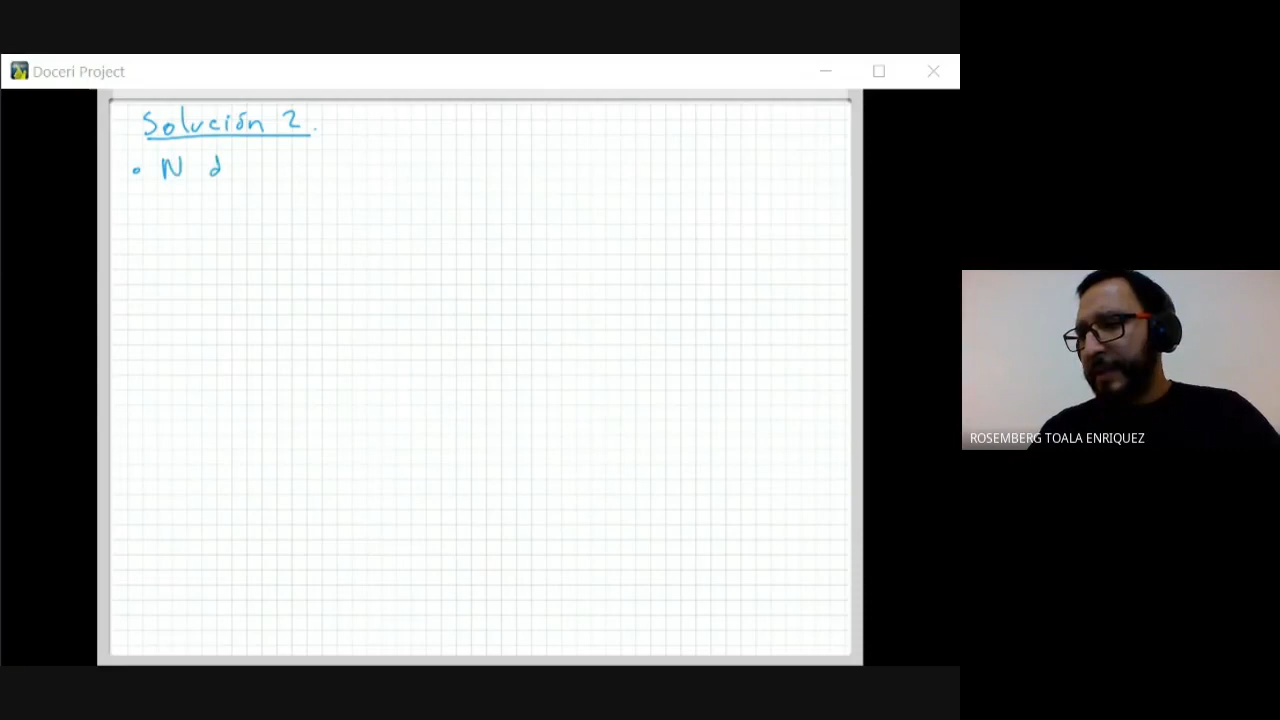 Doceri Project
Solución 2.
• N d
ROSEMBERG TOALA ENRIQUEZ